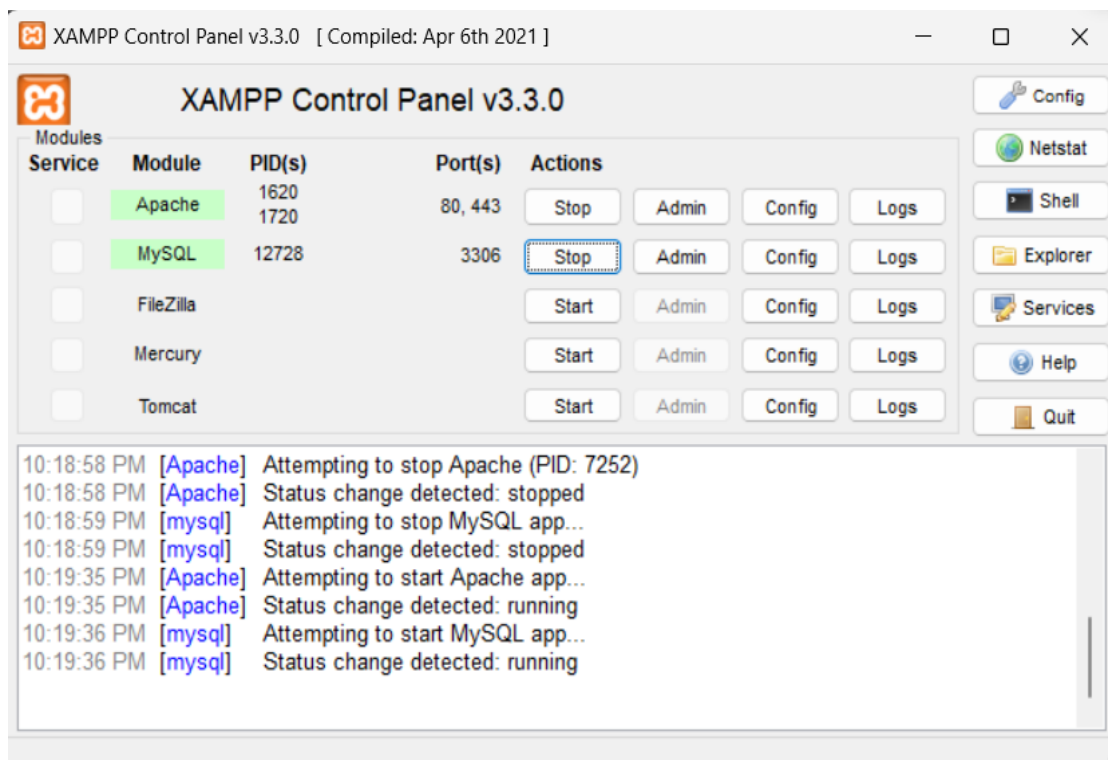 XAMPP Control Panel v3.3.0 [ Compiled: Apr 6th 2021 ]
XAMPP Control Panel v3.3.0
Config
Modules
Service Module PID(s) Port(s) Actions
Netstat
Apache 1620 1720 80, 443 Stop Admin Config Logs
Shell
MySQL 12728 3306 Stop Admin Config Logs
Explorer
FileZilla Start Admin Config Logs
Services
Mercury Start Admin Config Logs
Help
Tomcat Start Admin Config Logs
Quit
10:18:58 PM [Apache] Attempting to stop Apache (PID: 7252)
10:18:58 PM [Apache] Status change detected: stopped
10:18:59 PM [mysql] Attempting to stop MySQL app...
10:18:59 PM [mysql] Status change detected: stopped
10:19:35 PM [Apache] Attempting to start Apache app...
10:19:35 PM [Apache] Status change detected: running
10:19:36 PM [mysql] Attempting to start MySQL app...
10:19:36 PM [mysql] Status change detected: running